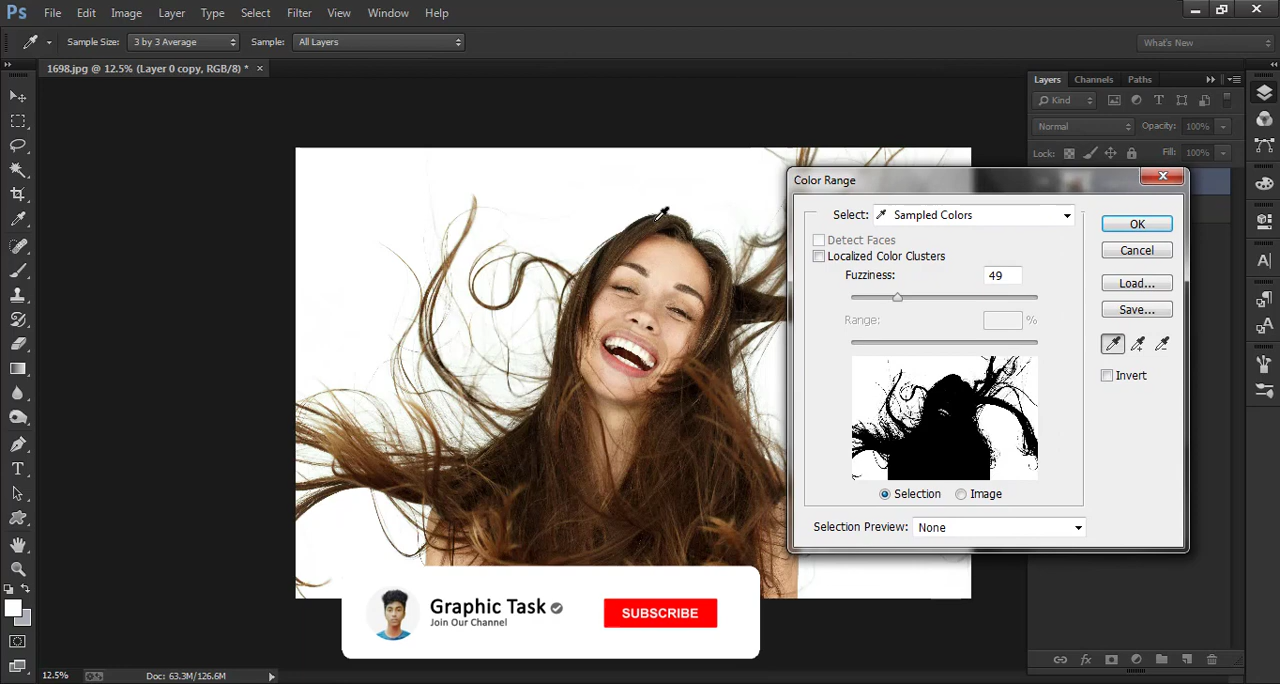 Ps File Edit Image Layer Type Select Filter View Window Help
Sample Size: 3 by 3 Average Sample: All Layers What's New
1698.jpg @ 12.5% (Layer 0 copy, RGB/8) * ×
Layers Channels Paths
Kind
Normal Opacity: 100%
Lock: Fill: 100%
Color Range
Select: Sampled Colors
OK
Detect Faces
Localized Color Clusters
Cancel
Fuzziness: 49
Load...
Save...
Range: %
Invert
Selection Image
Selection Preview: None
Graphic Task
Join Our Channel
SUBSCRIBE
12.5% Doc: 63.3M/126.6M